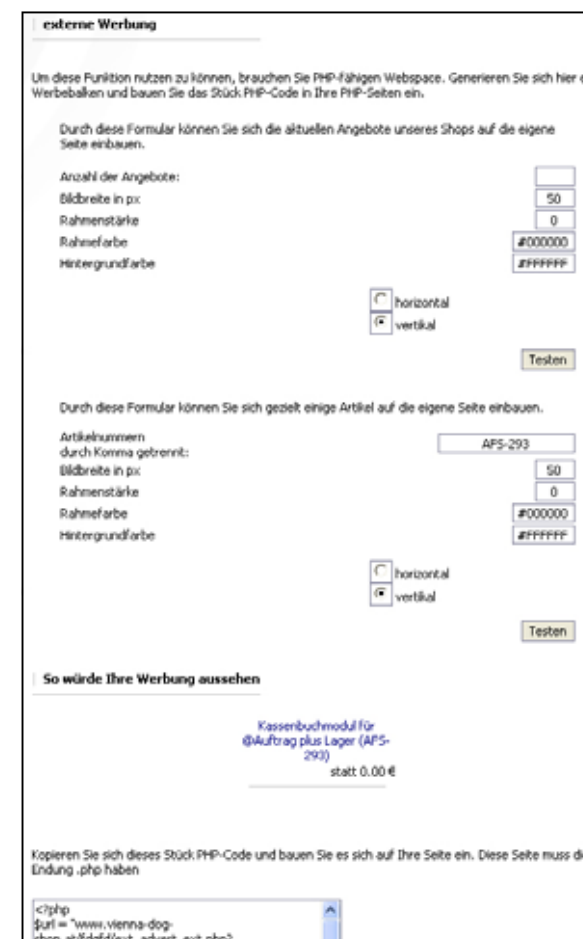 externe Werbung
Um diese Funktion nutzen zu können, brauchen Sie PHP-fähigen Webspace. Generieren Sie sich hier
Werbebalken und bauen Sie das Stück PHP-Code in Ihre PHP-Seiten ein.
Durch diese Formular können Sie sich die aktuellen Angebote unseres Shops auf die eigene
Seite einbauen.
Anzahl der Angebote:
Bildbreite in px 50
Rahmenstärke 0
Rahmefarbe #000000
Hintergrundfarbe #FFFFFF
horizontal
vertikal
Testen
Durch diese Formular können Sie sich gezielt einige Artikel auf die eigene Seite einbauen.
Artikelnummern
durch Komma getrennt: AFS-293
Bildbreite in px 50
Rahmenstärke 0
Rahmefarbe #000000
Hintergrundfarbe #FFFFFF
horizontal
vertikal
Testen
So würde Ihre Werbung aussehen
Kassenbuchmodul für
@Auftrag plus Lager (AFS-
293)
statt 0.00 €
Kopieren Sie sich dieses Stück PHP-Code und bauen Sie es sich auf Ihre Seite ein. Diese Seite muss
Endung .php haben
<?php
$url = "www.vienna-dog-